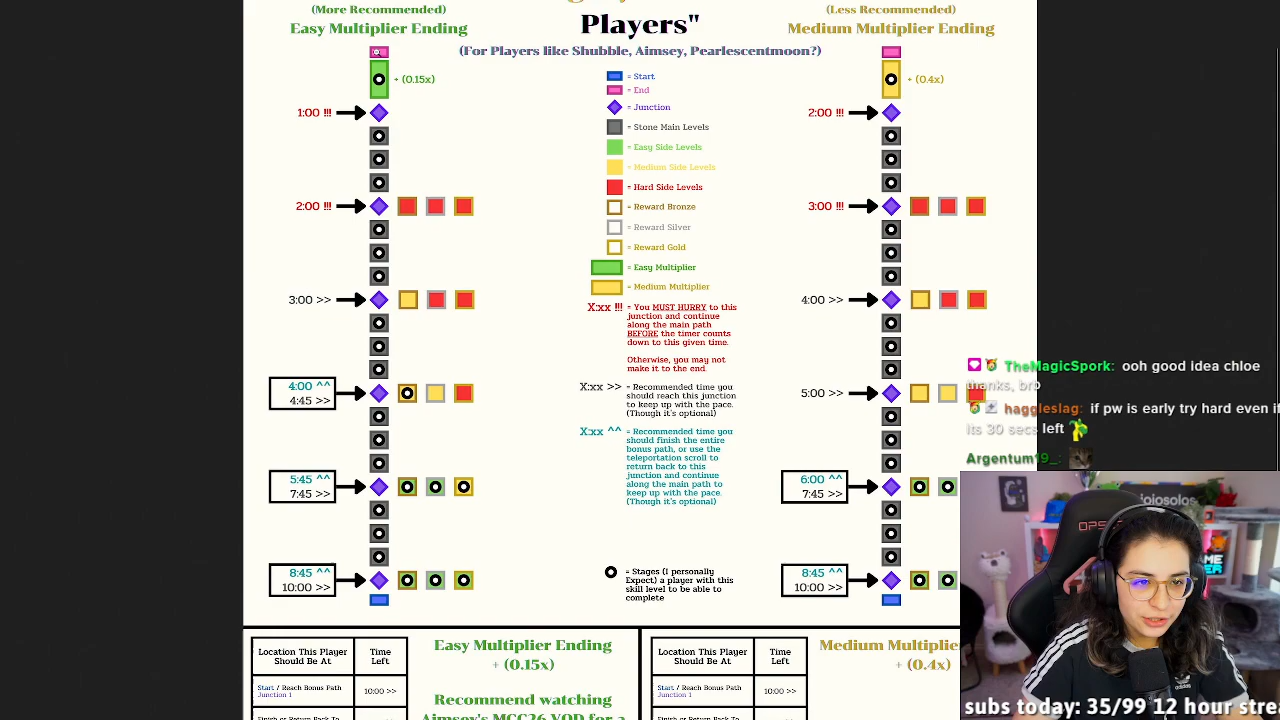 (More Recommended)
Easy Multiplier Ending
Players"
(For Players like Shubble, Aimsey, Pearlescentmoon?)
(Less Recommended)
Medium Multiplier Ending
+ (0.15x)
1:00 !!!
2:00 !!!
3:00 >>
4:00 ^^
4:45 >>
5:45 ^^
7:45 >>
8:45 ^^
10:00 >>
= Start
= End
= Junction
= Stone Main Levels
= Easy Side Levels
= Medium Side Levels
= Hard Side Levels
= Reward Bronze
= Reward Silver
= Reward Gold
= Easy Multiplier
= Medium Multiplier
X:xx !!! = You MUST HURRY to this
junction and continue
along the main path
BEFORE the timer counts
down to this given time.
Otherwise, you may not
make it to the end.
X:xx >> = Recommended time you
should reach this junction
to keep up with the pace.
(Though it's optional)
X:xx ^^ = Recommended time you
should finish the entire
bonus path, or use the
teleportation scroll to
return back to this
junction and continue
along the main path to
keep up with the pace.
(Though it's optional)
= Stages (I personally
Expect) a player with this
skill level to be able to
complete
+ (0.4x)
2:00 !!!
3:00 !!!
4:00 >>
5:00 >>
6:00 ^^
7:45 >>
8:45 ^^
10:00 >>
TheMagicSpork: ooh good idea chloe
thanks, brb
haggleslag: if pw is early try hard even if
its 30 secs left
Argentum19_:
OPS
adidas
Location This Player
Should Be At
Time
Left
Start / Reach Bonus Path
Junction 1
10:00 >>
Easy Multiplier Ending
+ (0.15x)
Recommend watching
Aimsey's MCC26 VOD for a
Location This Player
Should Be At
Time
Left
Start / Reach Bonus Path
Junction 1
10:00 >>
Medium Multiplie
+ (0.4x)
subs today: 35/99 12 hour stre